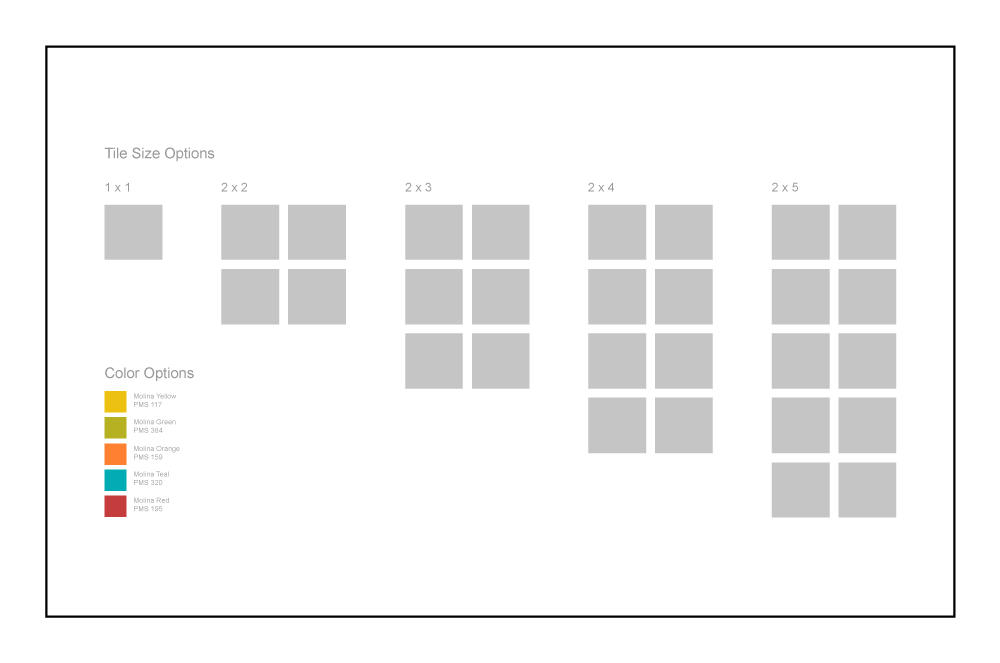 Tile Size Options
1 x 1
2 x 2
2 x 3
2 x 4
2 x 5
Color Options
Molina Yellow
PMS 117
Molina Green
PMS 384
Molina Orange
PMS 159
Molina Teal
PMS 320
Molina Red
PMS 195